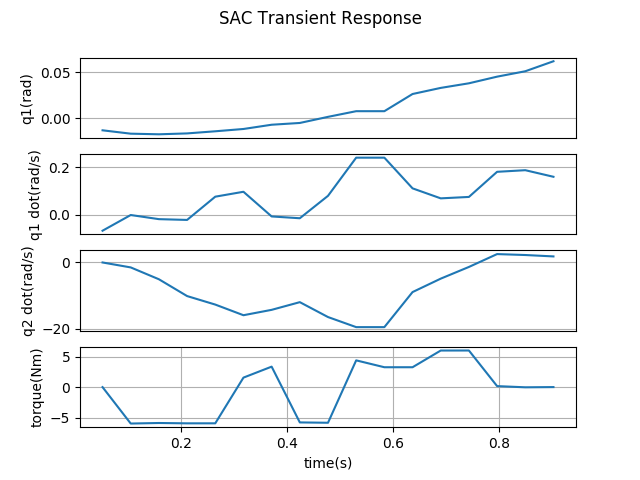 SAC Transient Response
q1(rad)
0.05
0.00
q1 dot(rad/s)
0.2
0.0
q2 dot(rad/s)
0
−20
torque(Nm)
5
0
−5
0.2 0.4 0.6 0.8
time(s)